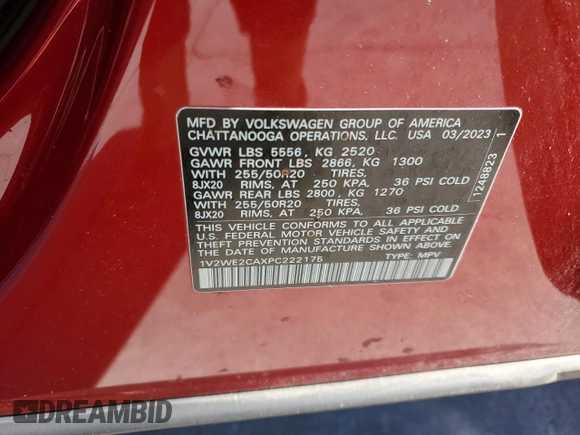 MFD BY VOLKSWAGEN GROUP OF AMERICA
CHATTANOOGA OPERATIONS, LLC. USA 03/2023
GVWR LBS 5556, KG 2520
GAWR FRONT LBS 2866, KG 1300
WITH 255/50R20 TIRES,
8JX20 RIMS, AT 250 KPA, 36 PSI COLD
GAWR REAR LBS 2800, KG 1270
WITH 255/50R20 TIRES,
8JX20 RIMS, AT 250 KPA, 36 PSI COLD
THIS VEHICLE CONFORMS TO ALL APPLICABLE
U.S. FEDERAL MOTOR VEHICLE SAFETY AND
THEFT PREVENTION STANDARDS IN EFFECT ON
THE DATE OF MANUFACTURE SHOWN ABOVE
1V2WE2CAXPC222175 TYPE: MPV
1248823 1
DREAMBID